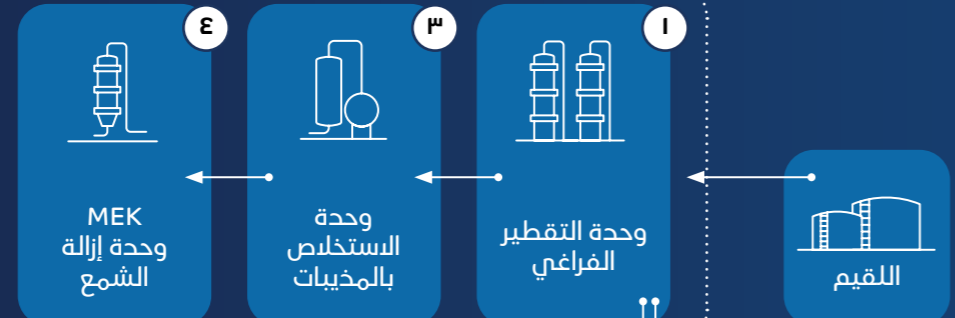 اللقيم
١
وحدة التقطير
الفراغي
٣
وحدة
الاستخلاص
بالمذيبات
٤
MEK
وحدة إزالة
الشمع